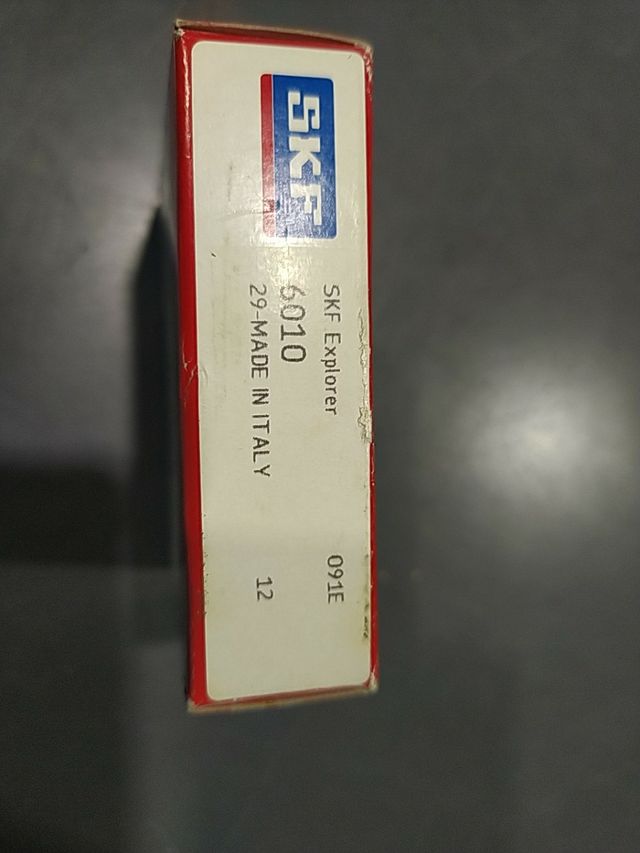 SKF
SKF Explorer
091E
6010
29-MADE IN ITALY
12